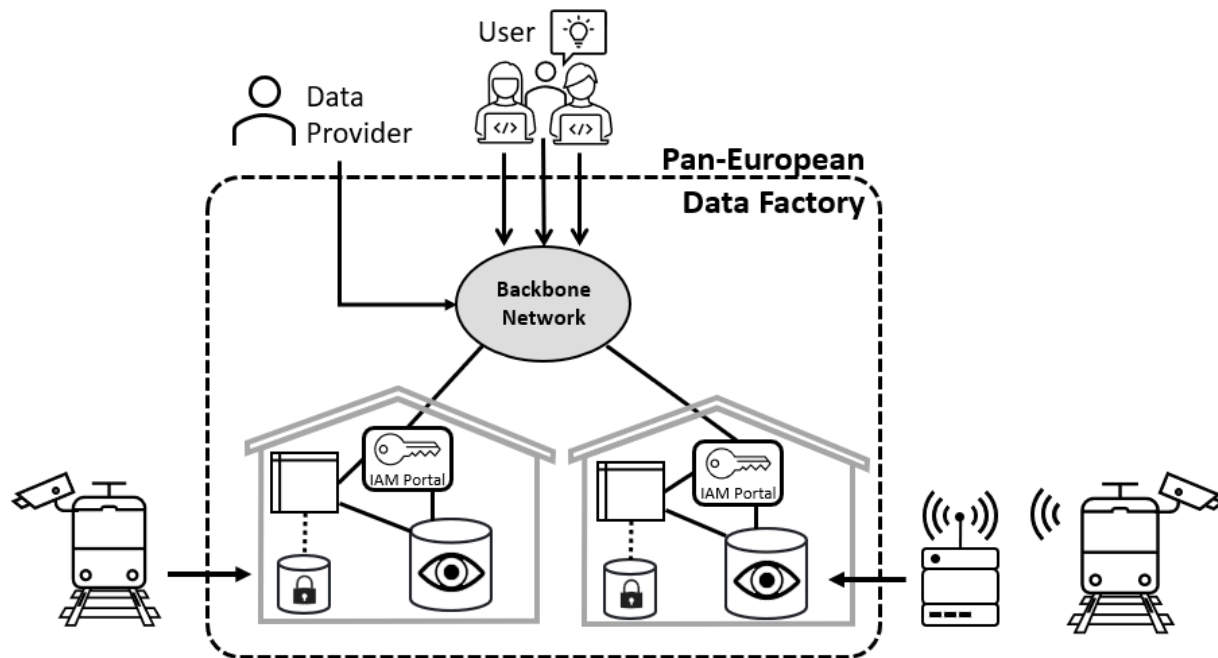 User
Data
Provider
</>
</>
Pan-European
Data Factory
Backbone
Network
IAM Portal
IAM Portal